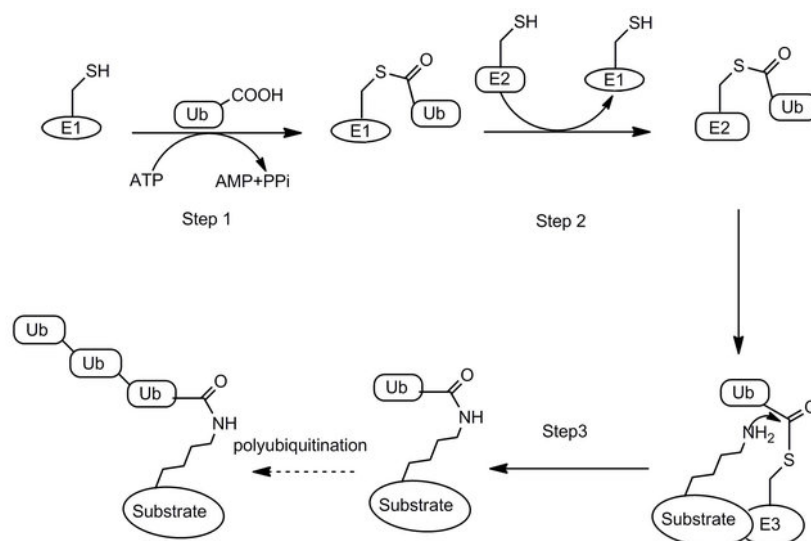 SH
E1
Ub
COOH
ATP
AMP+PPi
Step 1
S
O
E1
Ub
SH
E2
SH
E1
Step 2
S
O
E2
Ub
Ub
O
NH2
S
Substrate
E3
Step3
Ub
O
NH
Substrate
polyubiquitination
Ub
Ub
Ub
O
NH
Substrate